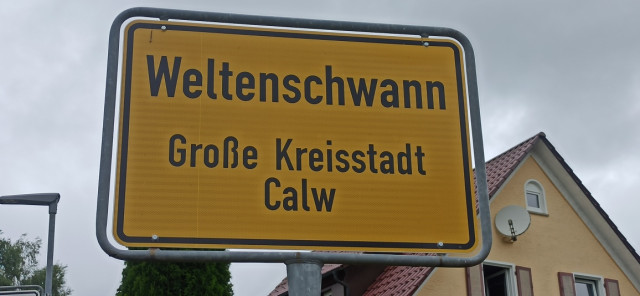 Weltenschwann
Große Kreisstadt
Calw